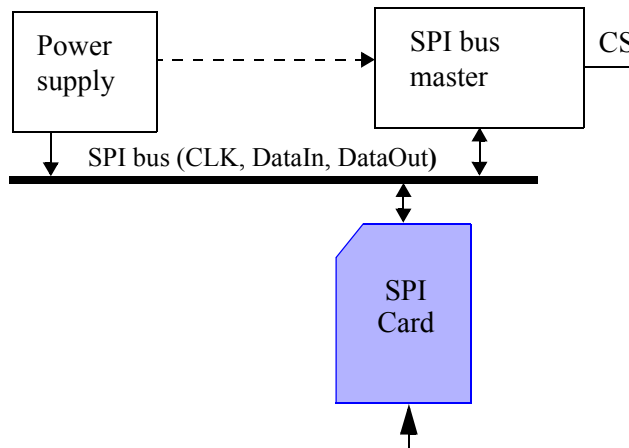 Power
supply
SPI bus
master
CS
SPI bus (CLK, DataIn, DataOut)
SPI
Card